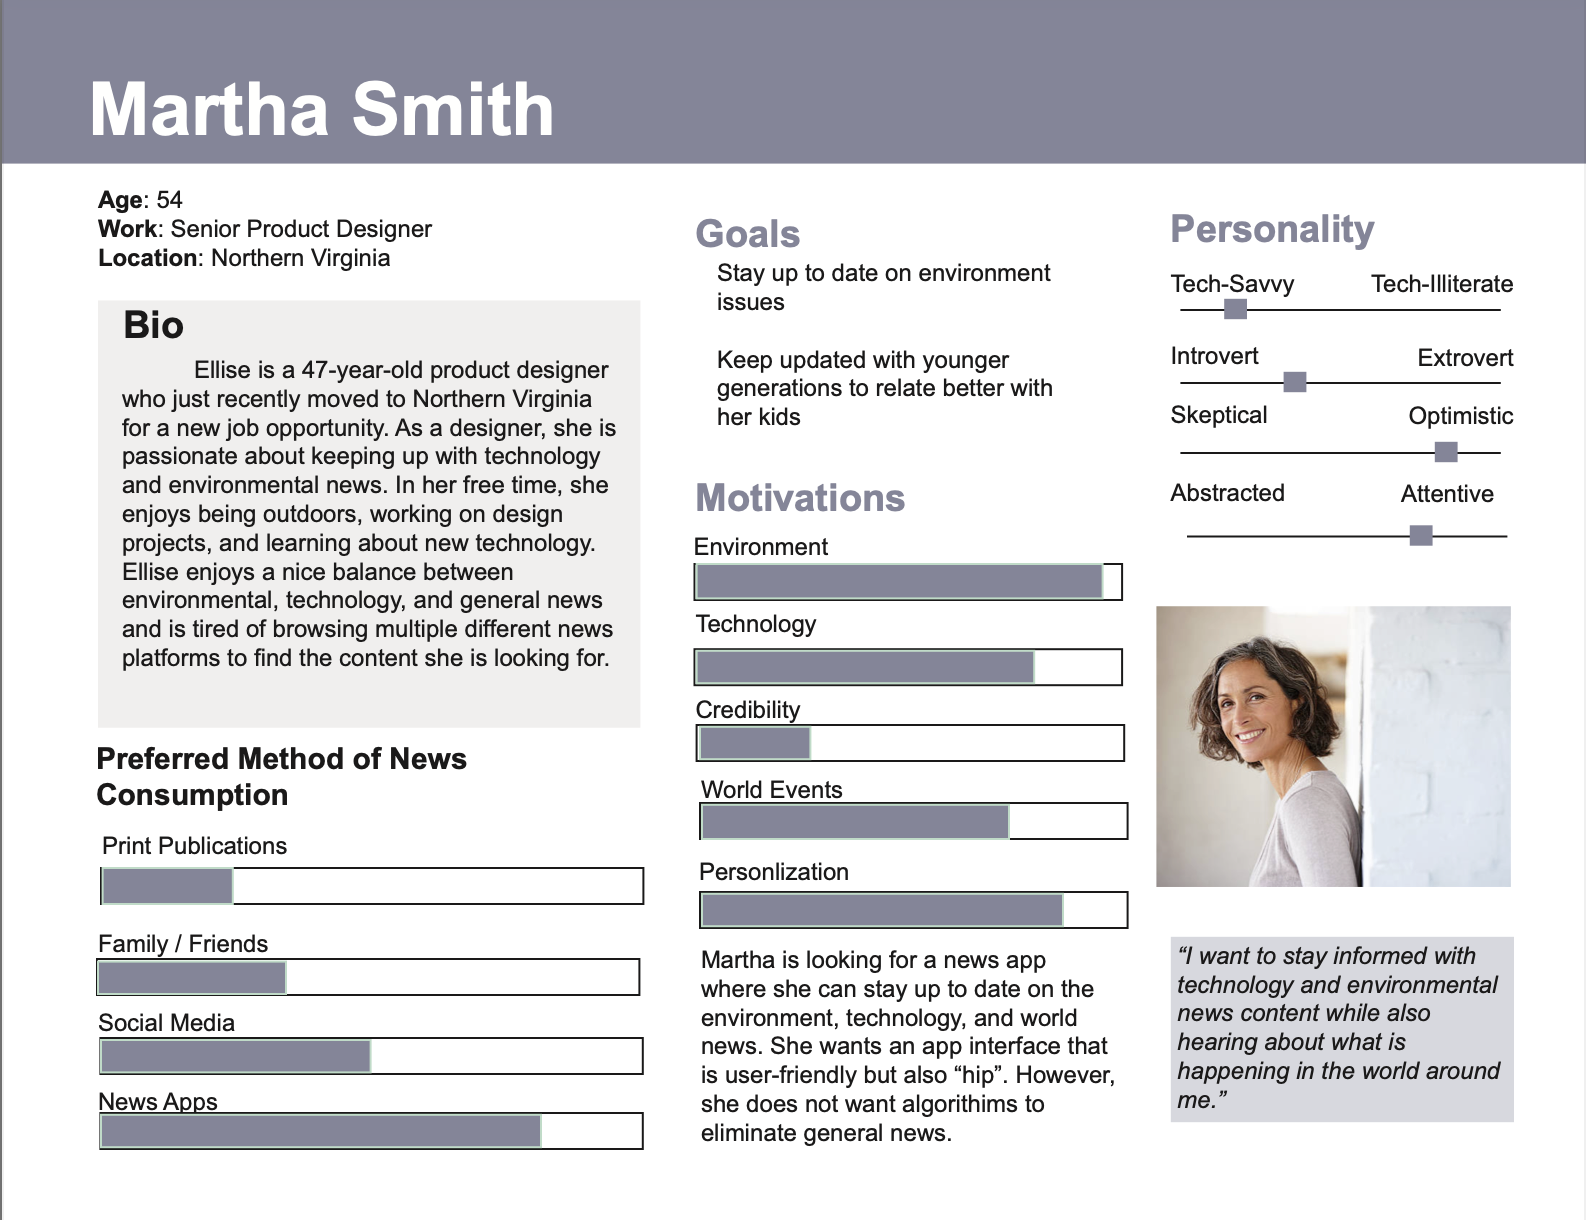 Martha Smith
Age: 54
Work: Senior Product Designer
Location: Northern Virginia
Bio
Ellise is a 47-year-old product designer
who just recently moved to Northern Virginia
for a new job opportunity. As a designer, she is
passionate about keeping up with technology
and environmental news. In her free time, she
enjoys being outdoors, working on design
projects, and learning about new technology.
Ellise enjoys a nice balance between
environmental, technology, and general news
and is tired of browsing multiple different news
platforms to find the content she is looking for.
Preferred Method of News
Consumption
Print Publications
Family / Friends
Social Media
News Apps
Goals
Stay up to date on environment
issues
Keep updated with younger
generations to relate better with
her kids
Motivations
Environment
Technology
Credibility
World Events
Personlization
Martha is looking for a news app
where she can stay up to date on the
environment, technology, and world
news. She wants an app interface that
is user-friendly but also “hip”. However,
she does not want algorithims to
eliminate general news.
Personality
Tech-Savvy Tech-Illiterate
Introvert Extrovert
Skeptical Optimistic
Abstracted Attentive
“I want to stay informed with
technology and environmental
news content while also
hearing about what is
happening in the world around
me.”